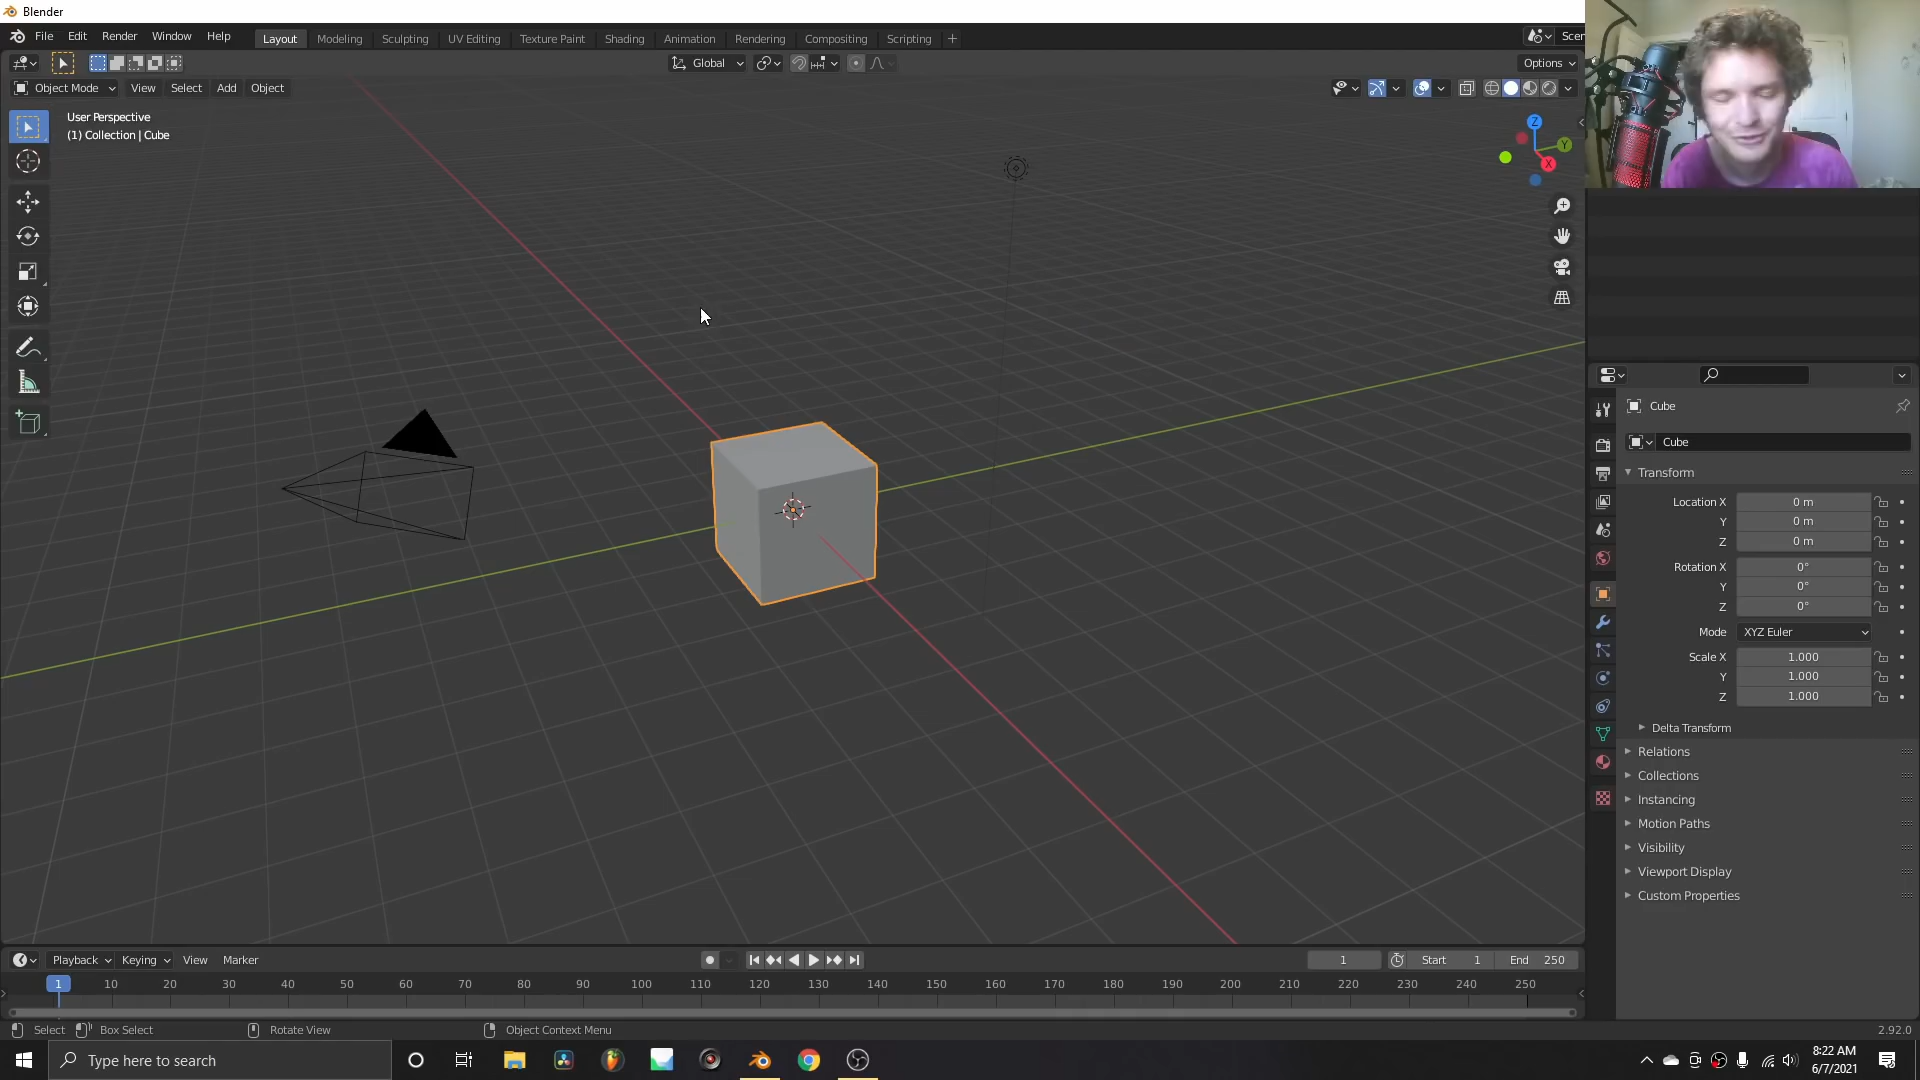 Blender
File Edit Render Window Help Layout Modeling Sculpting UV Editing Texture Paint Shading Animation Rendering Compositing Scripting + Scen
Global Options
Object Mode View Select Add Object
User Perspective
(1) Collection | Cube
Z
Y
X
Cube
Cube
Transform
Location X 0 m
Y 0 m
Z 0 m
Rotation X 0°
Y 0°
Z 0°
Mode XYZ Euler
Scale X 1.000
Y 1.000
Z 1.000
Delta Transform
Relations
Collections
Instancing
Motion Paths
Visibility
Viewport Display
Custom Properties
Playback Keying View Marker 1 Start 1 End 250
1 10 20 30 40 50 60 70 80 90 100 110 120 130 140 150 160 170 180 190 200 210 220 230 240 250
Select Box Select Rotate View Object Context Menu 2.92.0
Type here to search
8:22 AM
6/7/2021